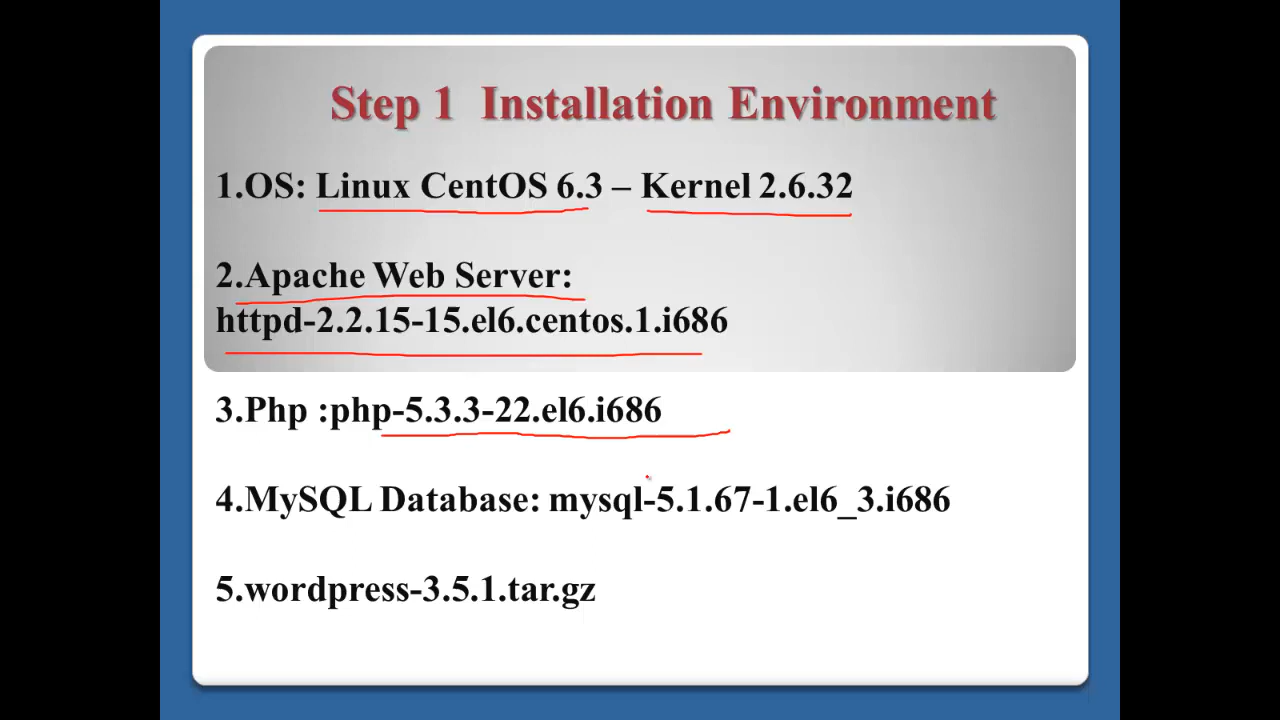 Step 1 Installation Environment
1.OS: Linux CentOS 6.3 – Kernel 2.6.32
2.Apache Web Server:
httpd-2.2.15-15.el6.centos.1.i686
3.Php :php-5.3.3-22.el6.i686
4.MySQL Database: mysql-5.1.67-1.el6_3.i686
5.wordpress-3.5.1.tar.gz